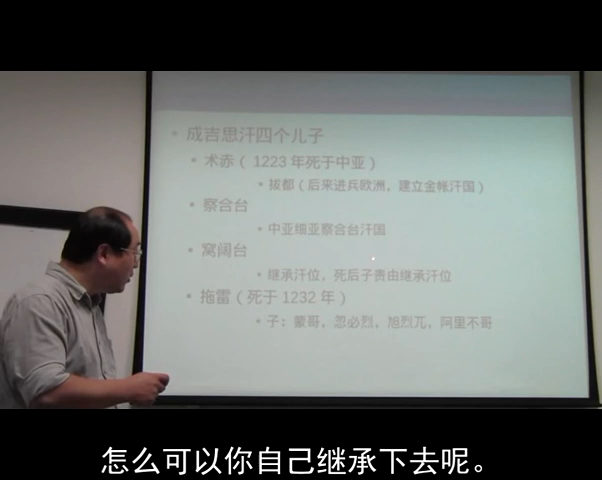 • 成吉思汗四个儿子
• 术赤（ 1223 年死于中亚）
• 拔都（后来进兵欧洲，建立金帐汗国）
• 察合台
• 中亚细亚察合台汗国
• 窝阔台
• 继承汗位，死后子贵由继承汗位
• 拖雷（死于 1232 年）
• 子：蒙哥，忽必烈，旭烈兀，阿里不哥
怎么可以你自己继承下去呢。